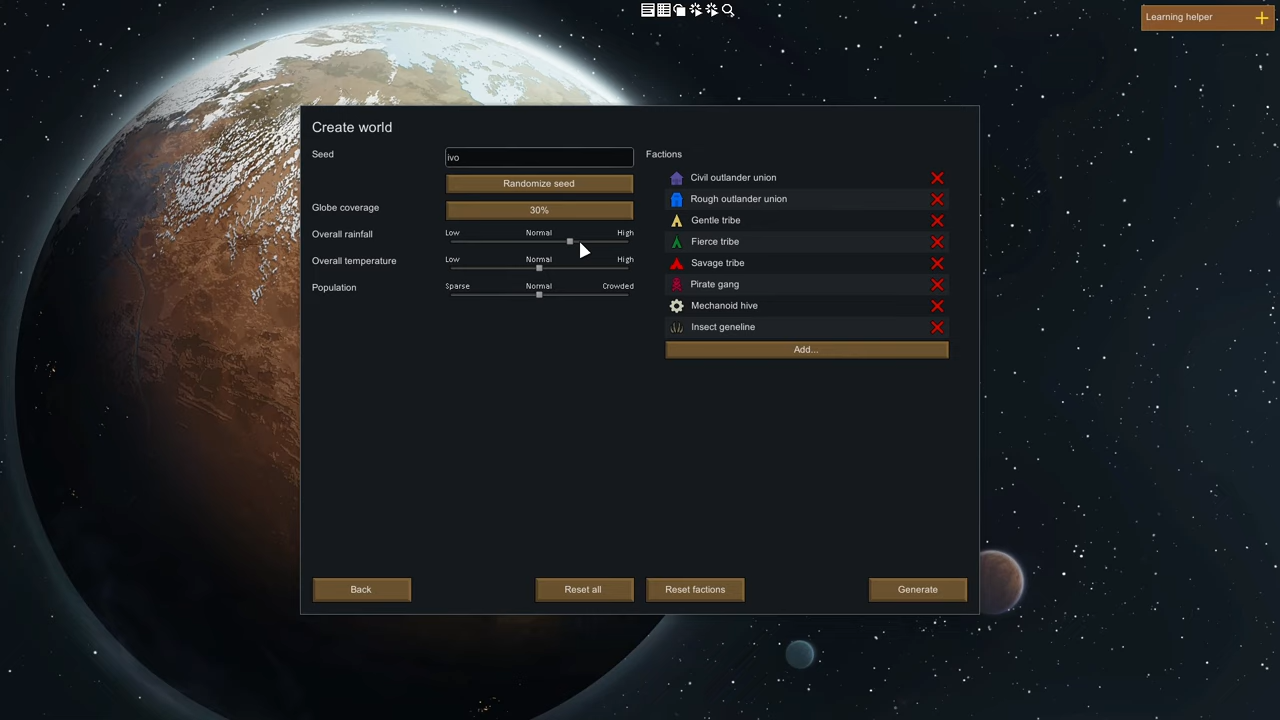 Learning helper
Create world
Seed
ivo
Randomize seed
Globe coverage
30%
Overall rainfall
Low Normal High
Overall temperature
Low Normal High
Population
Sparse Normal Crowded
Factions
Civil outlander union
Rough outlander union
Gentle tribe
Fierce tribe
Savage tribe
Pirate gang
Mechanoid hive
Insect geneline
Add...
Back
Reset all
Reset factions
Generate